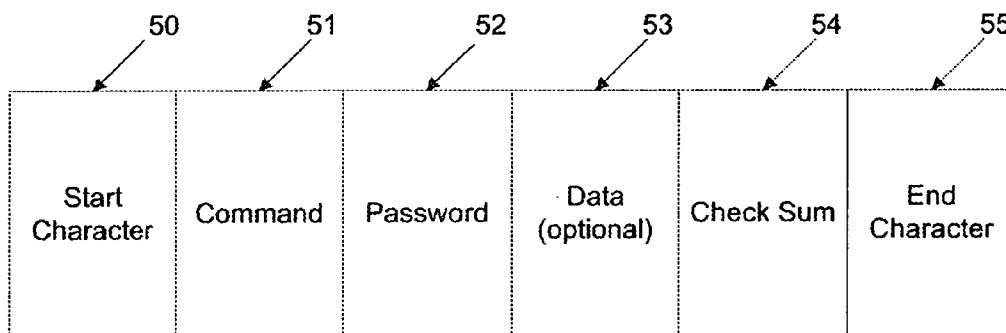 50 51 52 53 54 55
Start
Character
Command
Password
Data
(optional)
Check Sum
End
Character